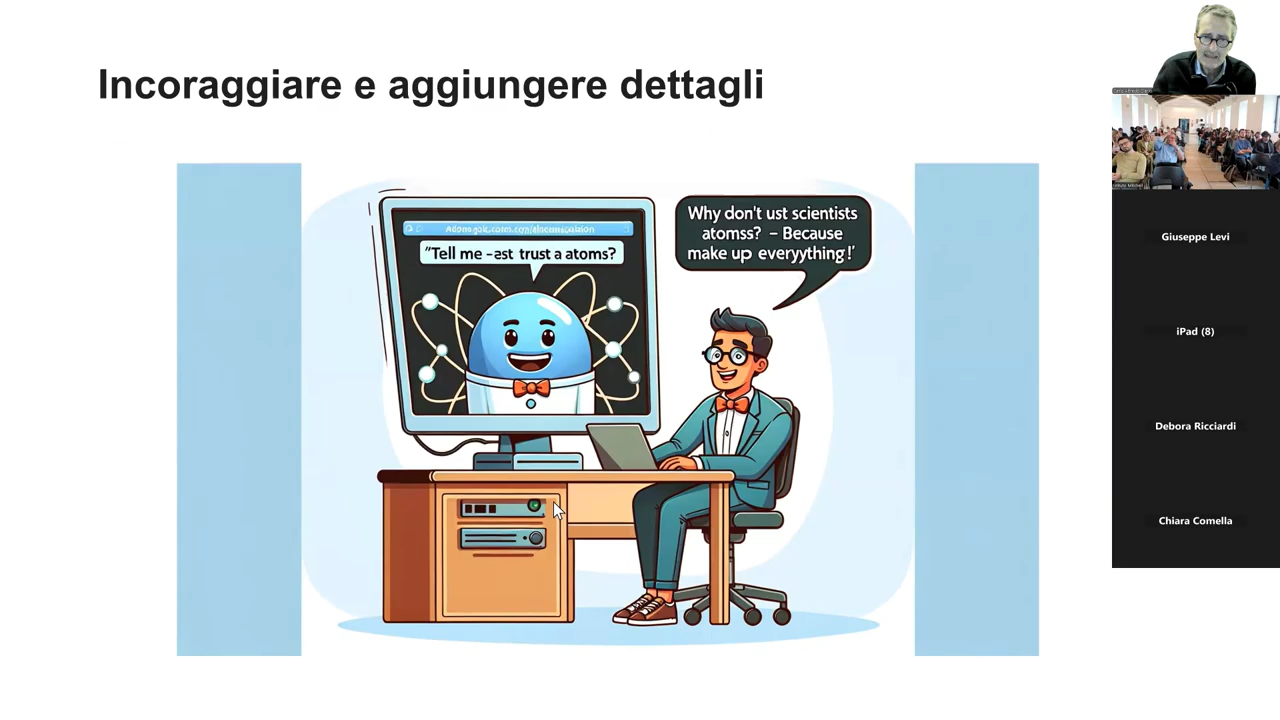 Incoraggiare e aggiungere dettagli
"Tell me -ast trust a atoms?
Why don't ust scientists
atomss? – Because
make up everyything!'
Giuseppe Levi
iPad (8)
Debora Ricciardi
Chiara Comella